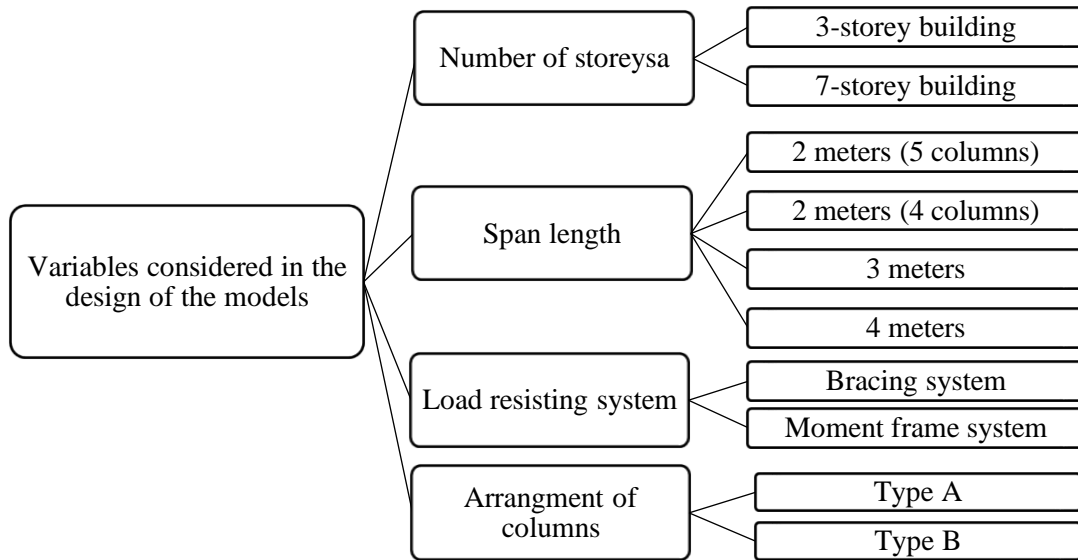 Variables considered in the
design of the models
Number of storeysa
3-storey building
7-storey building
Span length
2 meters (5 columns)
2 meters (4 columns)
3 meters
4 meters
Load resisting system
Bracing system
Moment frame system
Arrangment of
columns
Type A
Type B